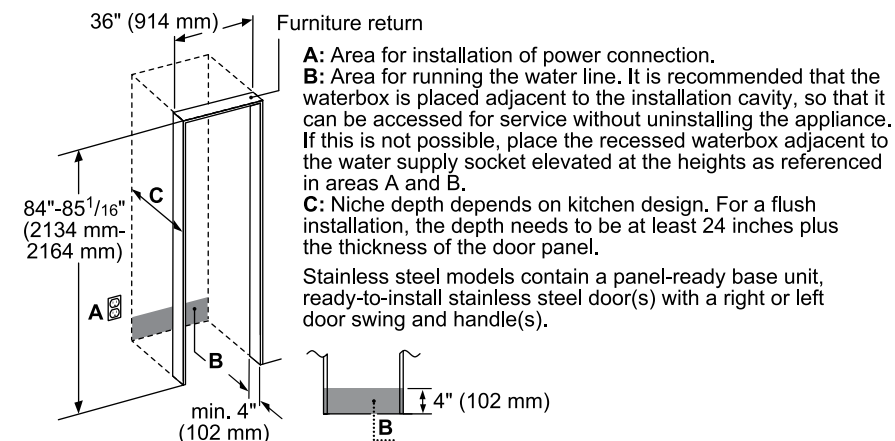 36" (914 mm)
Furniture return
A: Area for installation of power connection.
B: Area for running the water line. It is recommended that the
waterbox is placed adjacent to the installation cavity, so that it
can be accessed for service without uninstalling the appliance.
If this is not possible, place the recessed waterbox adjacent to
the water supply socket elevated at the heights as referenced
in areas A and B.
C: Niche depth depends on kitchen design. For a flush
installation, the depth needs to be at least 24 inches plus
the thickness of the door panel.
Stainless steel models contain a panel-ready base unit,
ready-to-install stainless steel door(s) with a right or left
door swing and handle(s).
C
84"-85 1/16"
(2134 mm-
2164 mm)
A
B
min. 4"
(102 mm)
4" (102 mm)
B